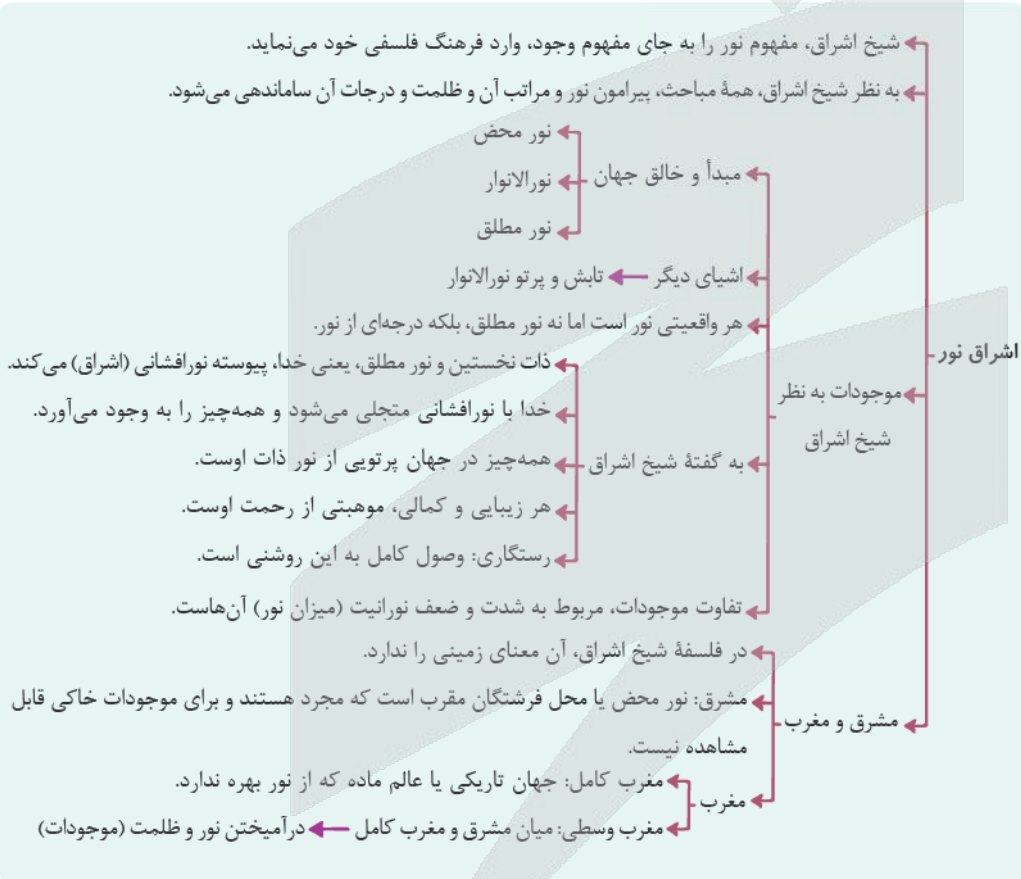 شیخ اشراق، مفهوم نور را به جای مفهوم وجود، وارد فرهنگ فلسفی خود می‌نماید.
به نظر شیخ اشراق، همهٔ مباحث، پیرامون نور و مراتب آن و ظلمت و درجات آن ساماندهی می‌شود.
نور محض
مبدأ و خالق جهان
نورالانوار
نور مطلق
اشیای دیگر
تابش و پرتو نورالانوار
هر واقعیتی نور است اما نه نور مطلق، بلکه درجه‌ای از نور.
اشراق نور
ذات نخستین و نور مطلق، یعنی خدا، پیوسته نورافشانی (اشراق) می‌کند.
موجودات به نظر
شیخ اشراق
خدا با نورافشانی متجلی می‌شود و همه‌چیز را به وجود می‌آورد.
به گفتهٔ شیخ اشراق
همه‌چیز در جهان پرتویی از نور ذات اوست.
هر زیبایی و کمالی، موهبتی از رحمت اوست.
رستگاری: وصول کامل به این روشنی است.
تفاوت موجودات، مربوط به شدت و ضعف نورانیت (میزان نور) آن‌هاست.
در فلسفهٔ شیخ اشراق، آن معنای زمینی را ندارد.
مشرق و مغرب
مشرق: نور محض یا محل فرشتگان مقرب است که مجرد هستند و برای موجودات خاکی قابل
مشاهده نیست.
مغرب
مغرب کامل: جهان تاریکی یا عالم ماده که از نور بهره ندارد.
مغرب وسطی: میان مشرق و مغرب کامل
درآمیختن نور و ظلمت (موجودات)